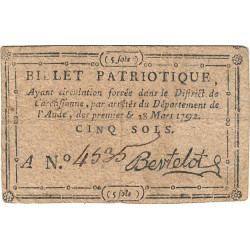 (5 sols)
BILLET PATRIOTIQUE,
Ayant circulation forcée dans le District de
Carcassonne, par arrêtés du Département de
l'Aude, des premier & 28 Mars 1792.
CINQ SOLS.
A N.° 4535 Bertelot
(5 sols)